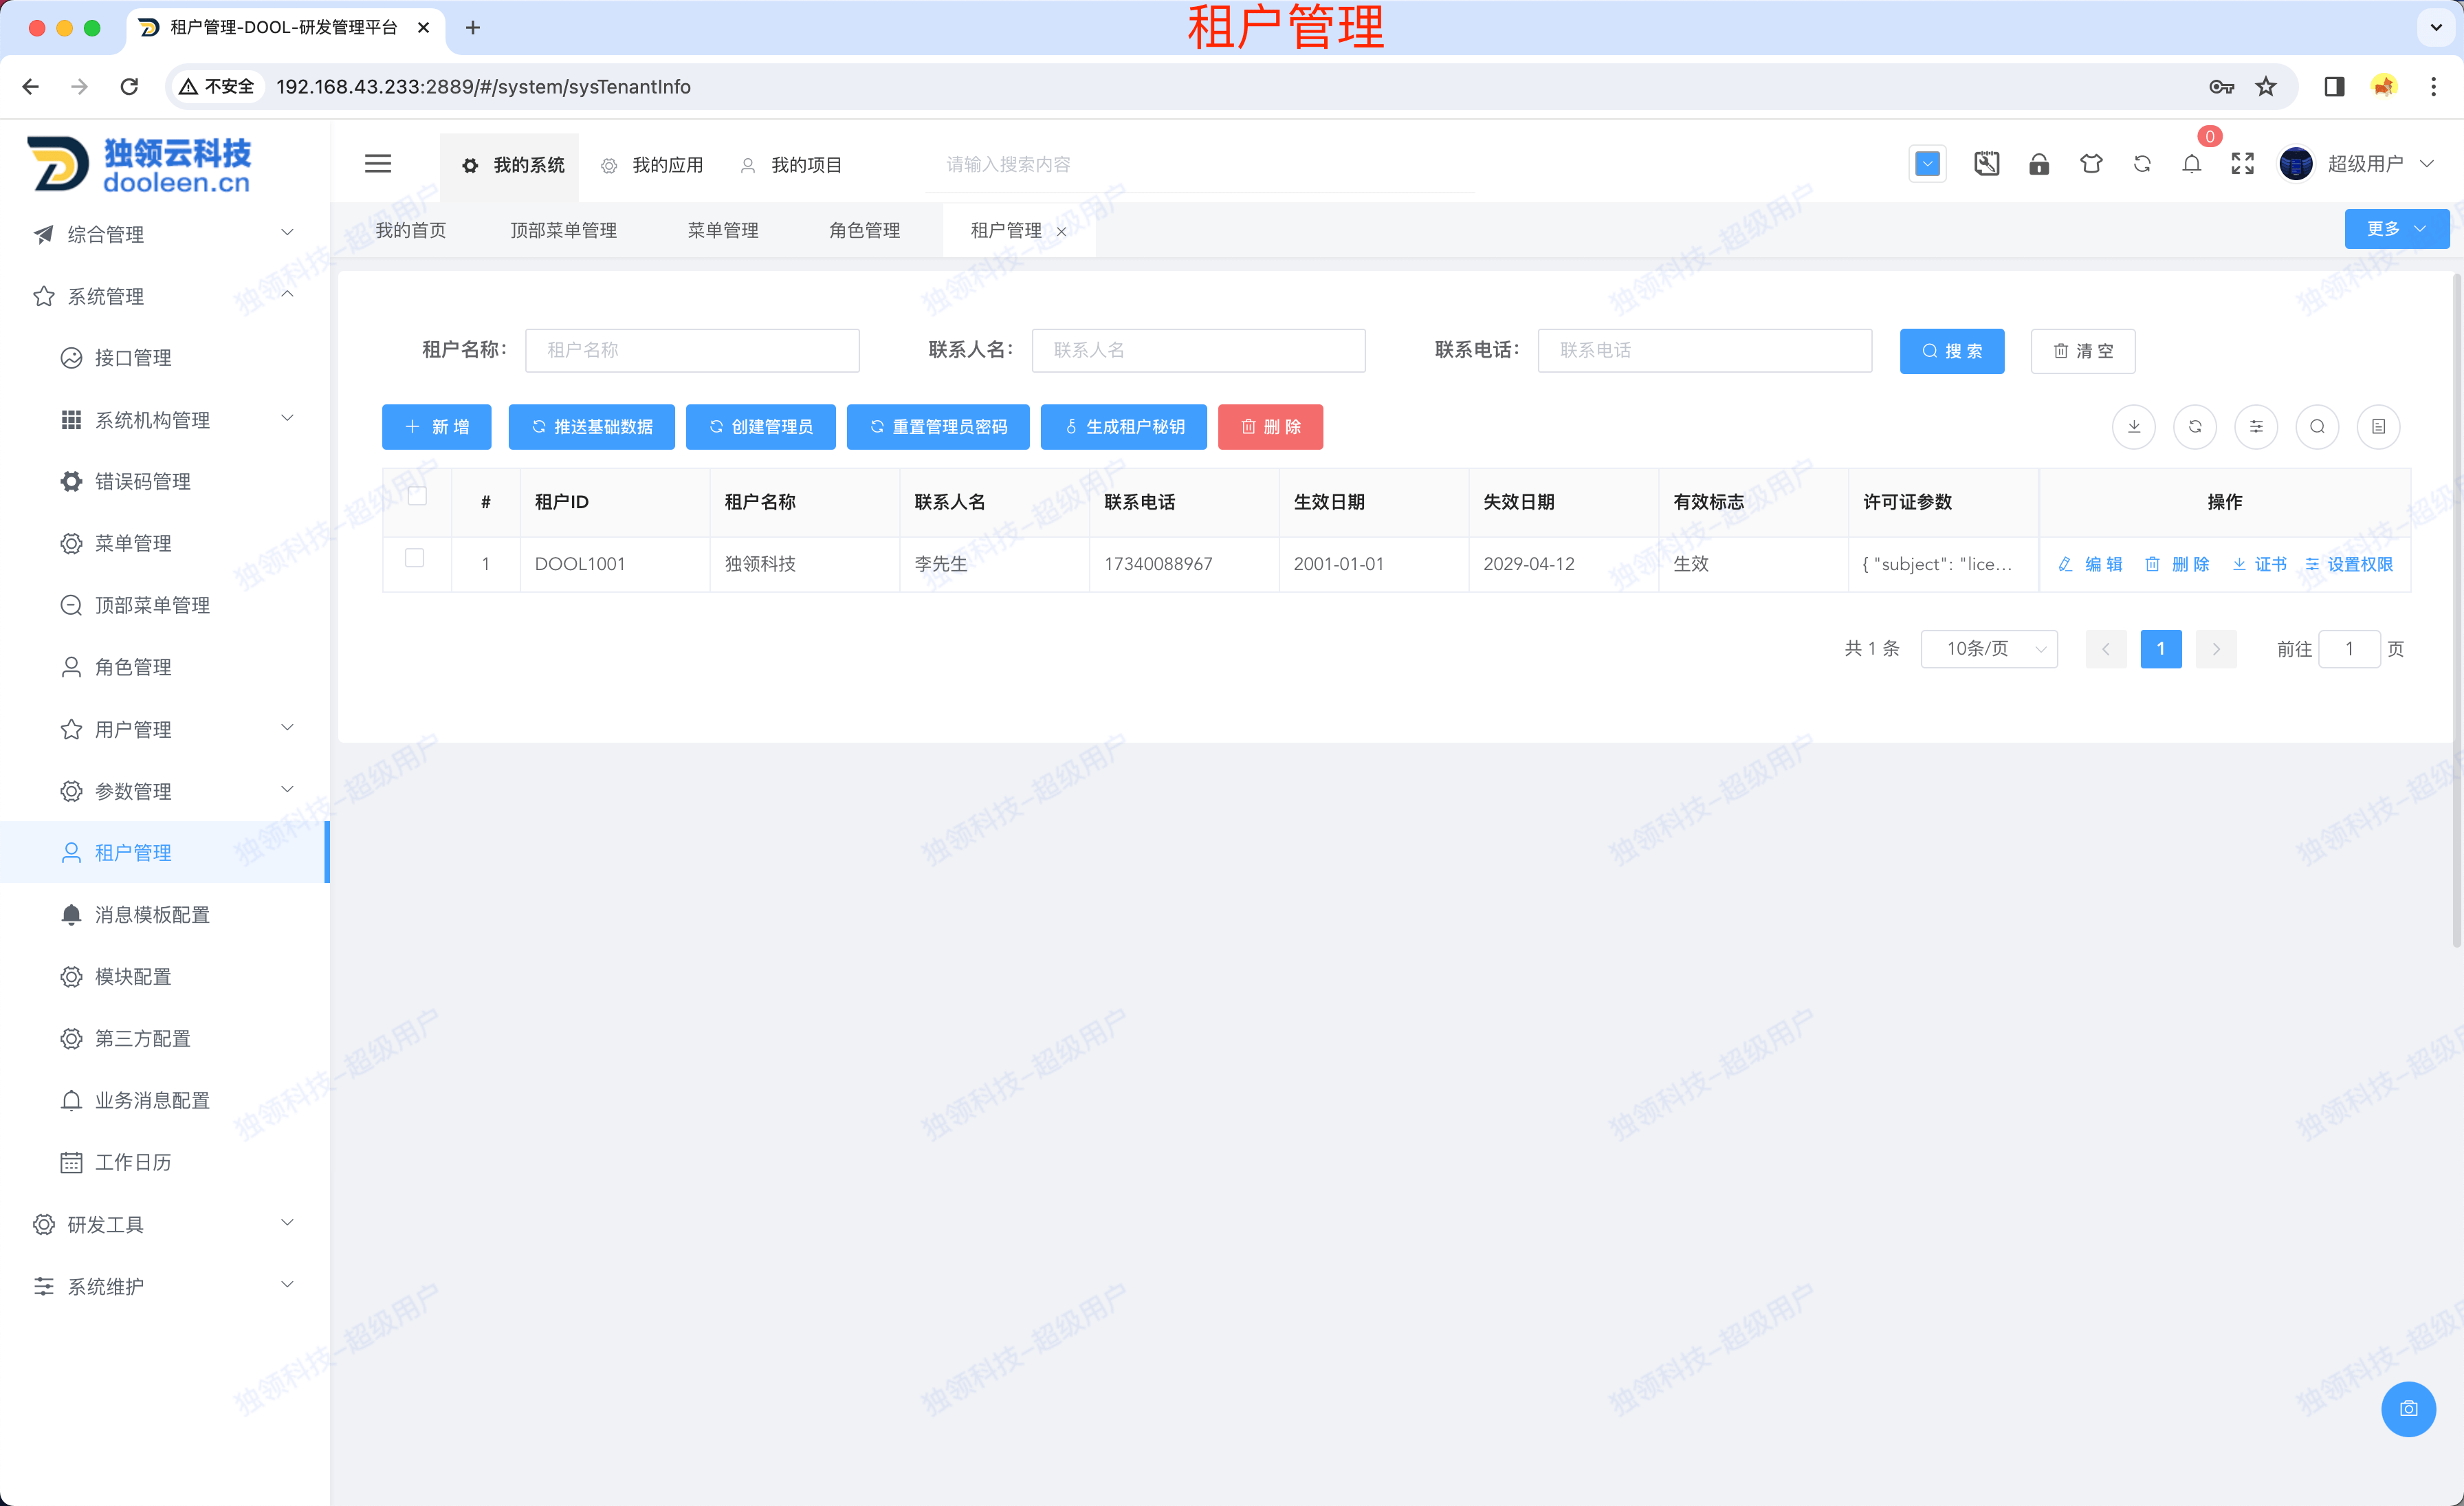 租户管理-DOOL-研发管理平台
租户管理
不安全 192.168.43.233:2889/#/system/sysTenantInfo
独领云科技
dooleen.cn
我的系统 我的应用 我的项目 请输入搜索内容 0 超级用户
我的首页 顶部菜单管理 菜单管理 角色管理 租户管理 更多
综合管理
系统管理
接口管理
系统机构管理
错误码管理
菜单管理
顶部菜单管理
角色管理
用户管理
参数管理
租户管理
消息模板配置
模块配置
第三方配置
业务消息配置
工作日历
研发工具
系统维护
租户名称: 租户名称 联系人名: 联系人名 联系电话: 联系电话 搜 索 清 空
新 增 推送基础数据 创建管理员 重置管理员密码 生成租户秘钥 删 除
# 租户ID 租户名称 联系人名 联系电话 生效日期 失效日期 有效标志 许可证参数 操作
1 DOOL1001 独领科技 李先生 17340088967 2001-01-01 2029-04-12 生效 { "subject": "lice... 编 辑 删 除 证书 设置权限
共 1 条 10条/页 1 前往 1 页
独领科技-超级用户